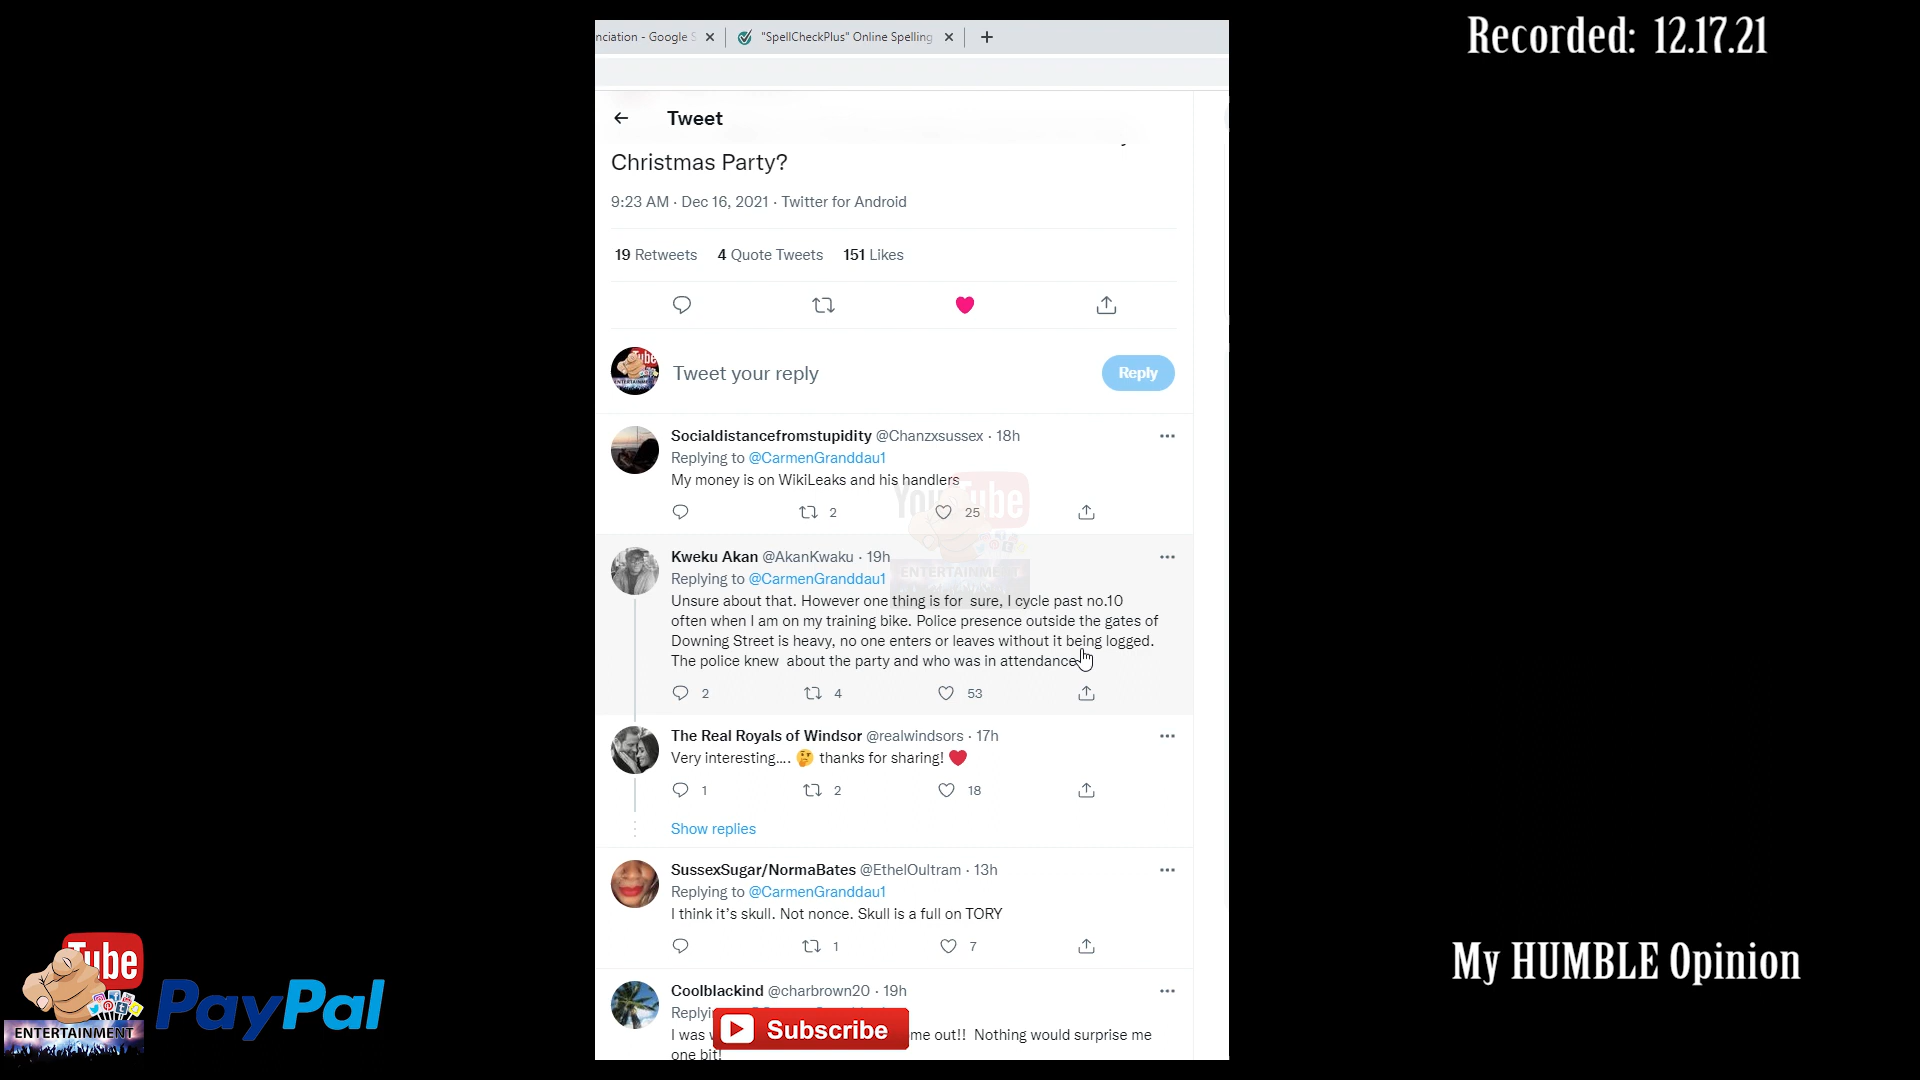 Recorded: 12.17.21
nciation - Google S
"SpellCheckPlus" Online Spelling
Tweet
Christmas Party?
9:23 AM · Dec 16, 2021 · Twitter for Android
19 Retweets 4 Quote Tweets 151 Likes
Tweet your reply
Reply
Socialdistancefromstupidity @Chanzxsussex · 18h
Replying to @CarmenGranddau1
My money is on WikiLeaks and his handlers
2 25
YouTube
ENTERTAINMENT
Kweku Akan @AkanKwaku · 19h
Replying to @CarmenGranddau1
Unsure about that. However one thing is for sure, I cycle past no.10
often when I am on my training bike. Police presence outside the gates of
Downing Street is heavy, no one enters or leaves without it being logged.
The police knew about the party and who was in attendance
2 4 53
The Real Royals of Windsor @realwindsors · 17h
Very interesting.... 🤔 thanks for sharing! ❤️
1 2 18
Show replies
SussexSugar/NormaBates @EthelOultram · 13h
Replying to @CarmenGranddau1
I think it's skull. Not nonce. Skull is a full on TORY
1 7
Coolblackind @charbrown20 · 19h
Replyi
I was me out!! Nothing would surprise me
one bit!
Subscribe
Tube
ENTERTAINMENT
PayPal
My HUMBLE Opinion